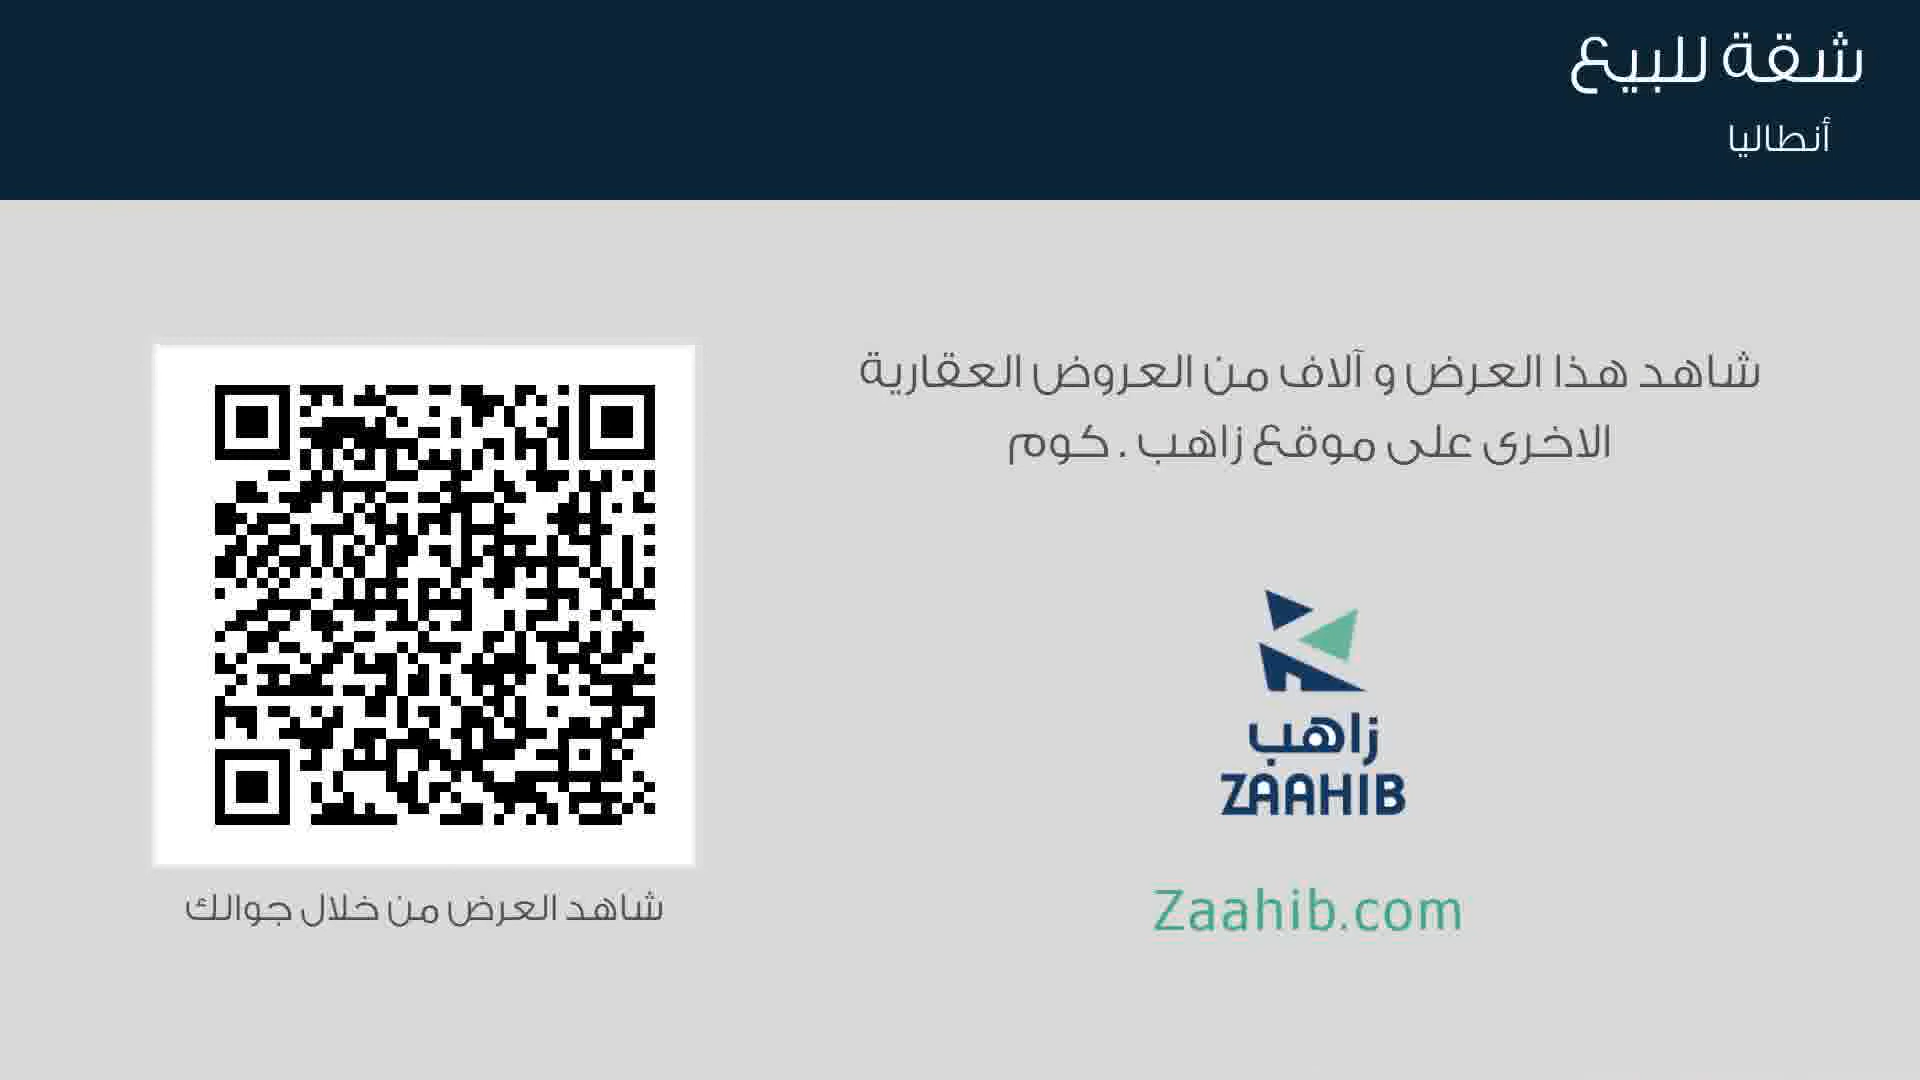 شقة للبيع
أنطاليا
شاهد هذا العرض و آلاف من العروض العقارية
الاخرى على موقع زاهب . كوم
زاهب
ZAAHIB
Zaahib.com
شاهد العرض من خلال جوالك